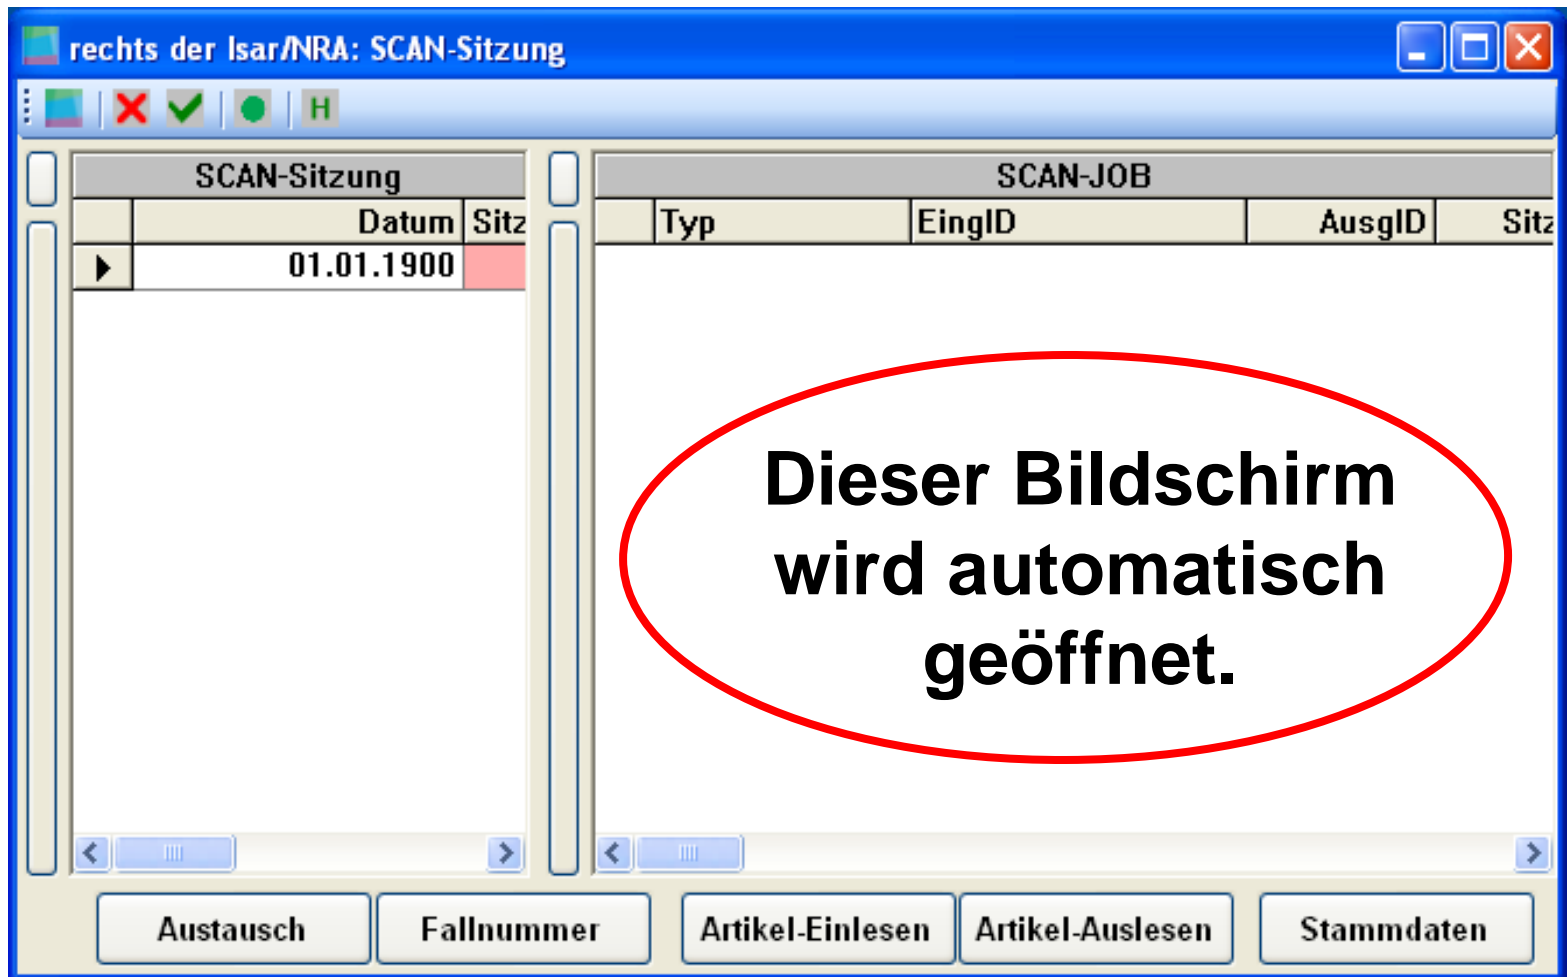 rechts der Isar/NRA: SCAN-Sitzung
H
SCAN-Sitzung
SCAN-JOB
Datum Sitz
Typ EingID AusgID Sitz
01.01.1900
Dieser Bildschirm
wird automatisch
geöffnet.
Austausch Fallnummer Artikel-Einlesen Artikel-Auslesen Stammdaten